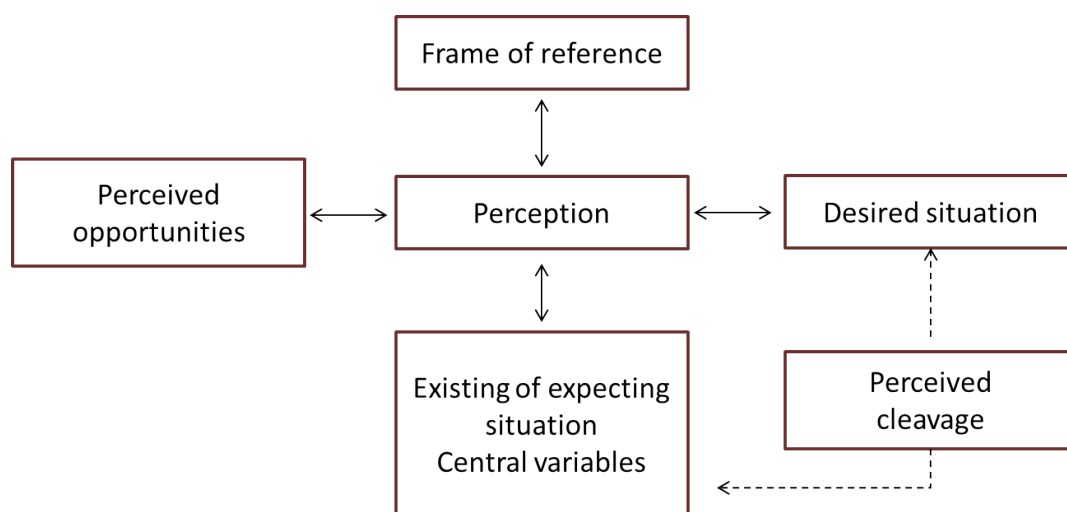 Frame of reference
Perceived
opportunities
Perception
Desired situation
Existing of expecting
situation
Central variables
Perceived
cleavage